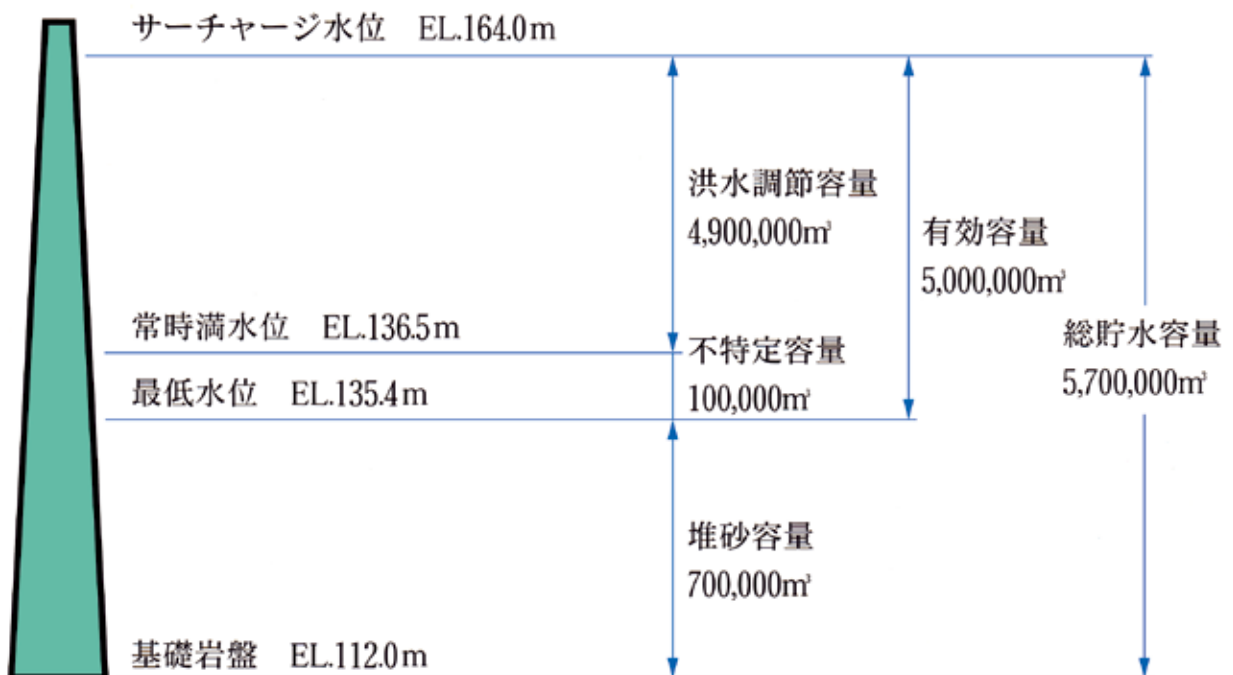 サーチャージ水位 EL.164.0m
洪水調節容量
4,900,000㎥
有効容量
5,000,000㎥
総貯水容量
5,700,000㎥
常時満水位 EL.136.5m
不特定容量
100,000㎥
最低水位 EL.135.4m
堆砂容量
700,000㎥
基礎岩盤 EL.112.0m